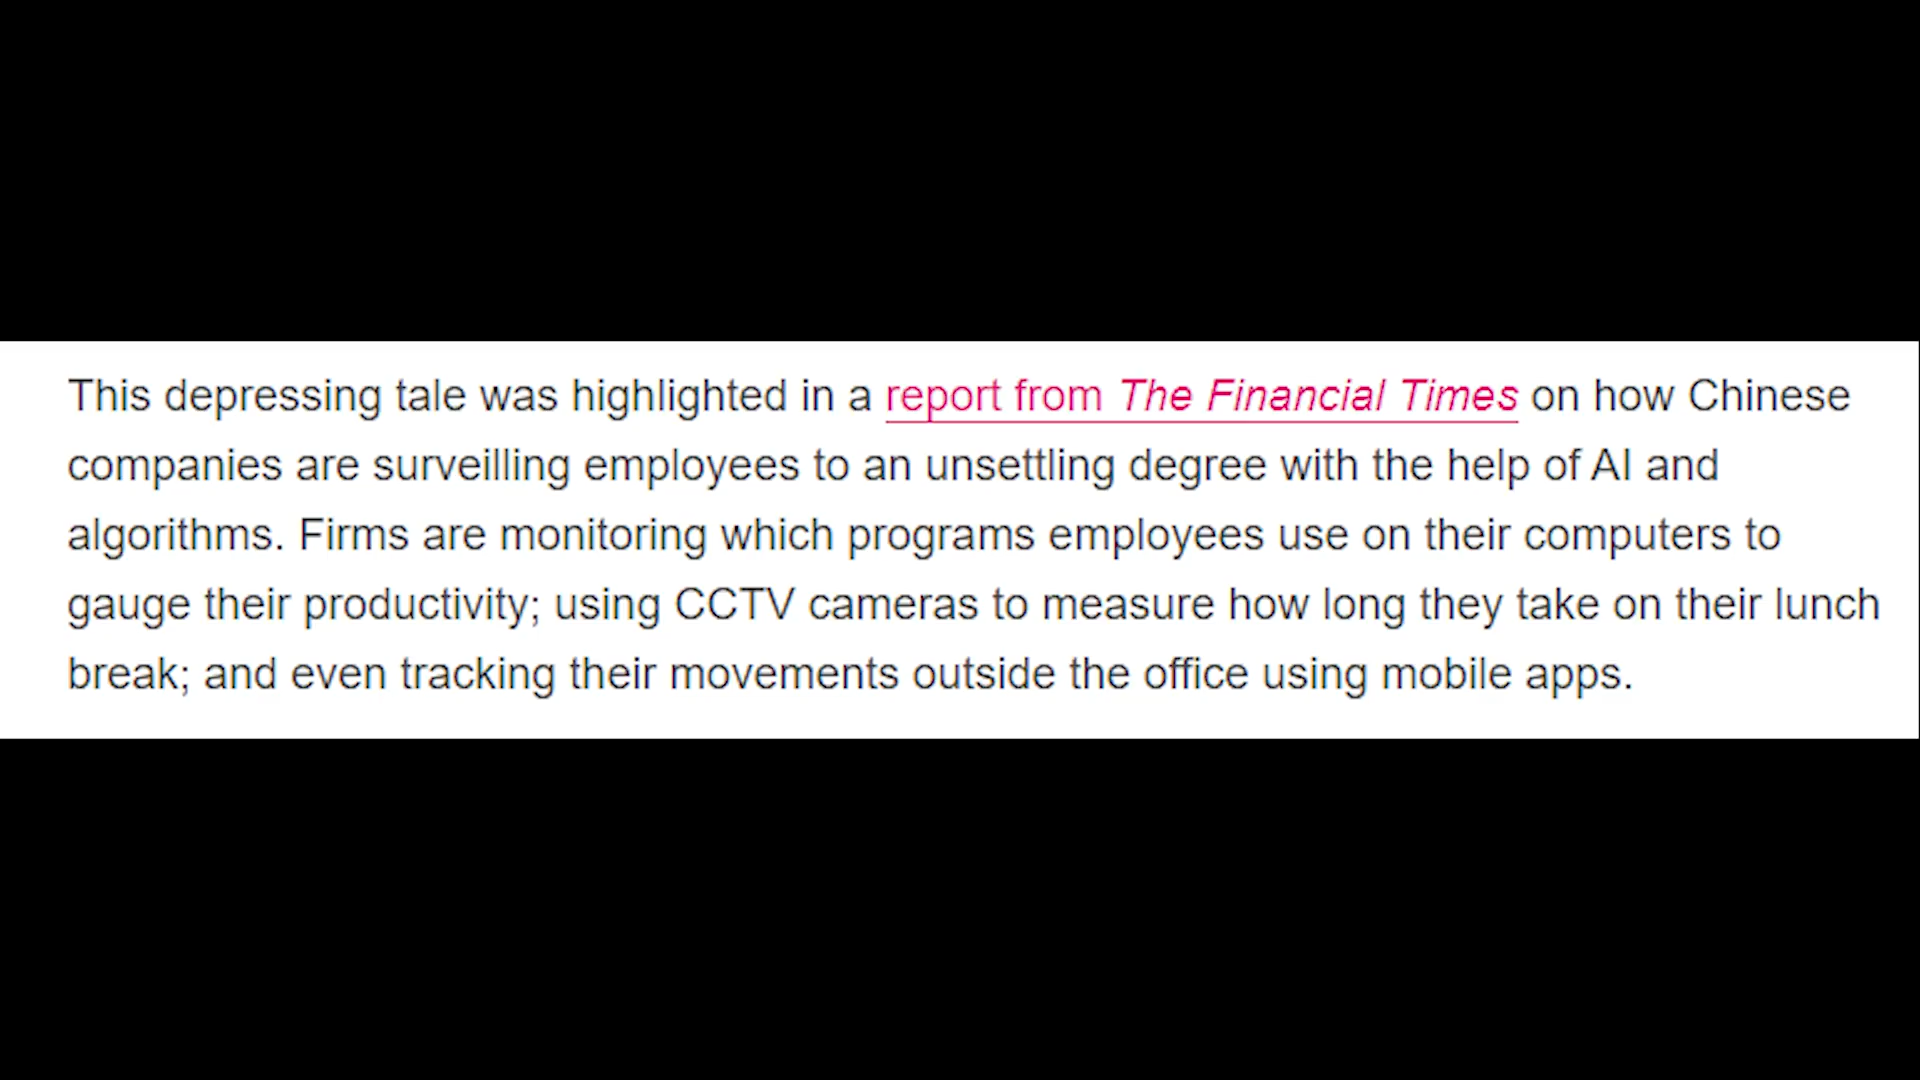 This depressing tale was highlighted in a report from The Financial Times on how Chinese
companies are surveilling employees to an unsettling degree with the help of AI and
algorithms. Firms are monitoring which programs employees use on their computers to
gauge their productivity; using CCTV cameras to measure how long they take on their lunch
break; and even tracking their movements outside the office using mobile apps.